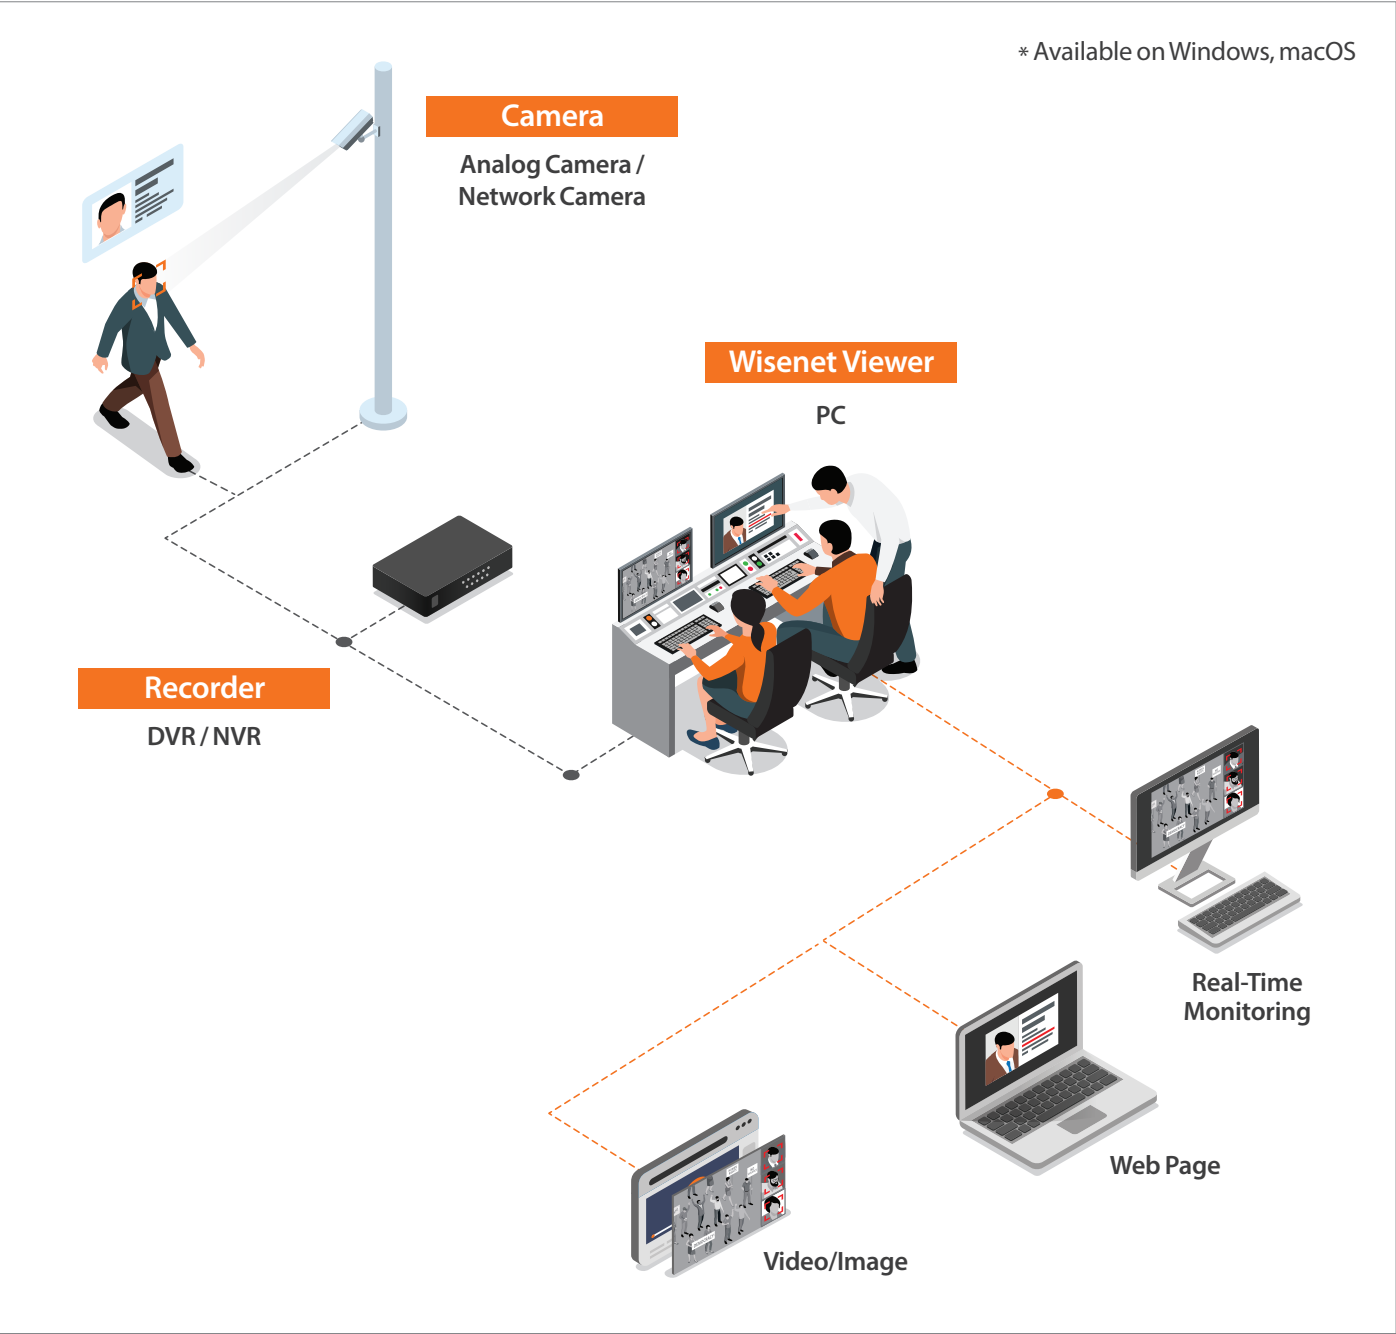 * Available on Windows, macOS
Camera
Analog Camera /
Network Camera
Wisenet Viewer
PC
Recorder
DVR / NVR
Real-Time
Monitoring
Web Page
Video/Image